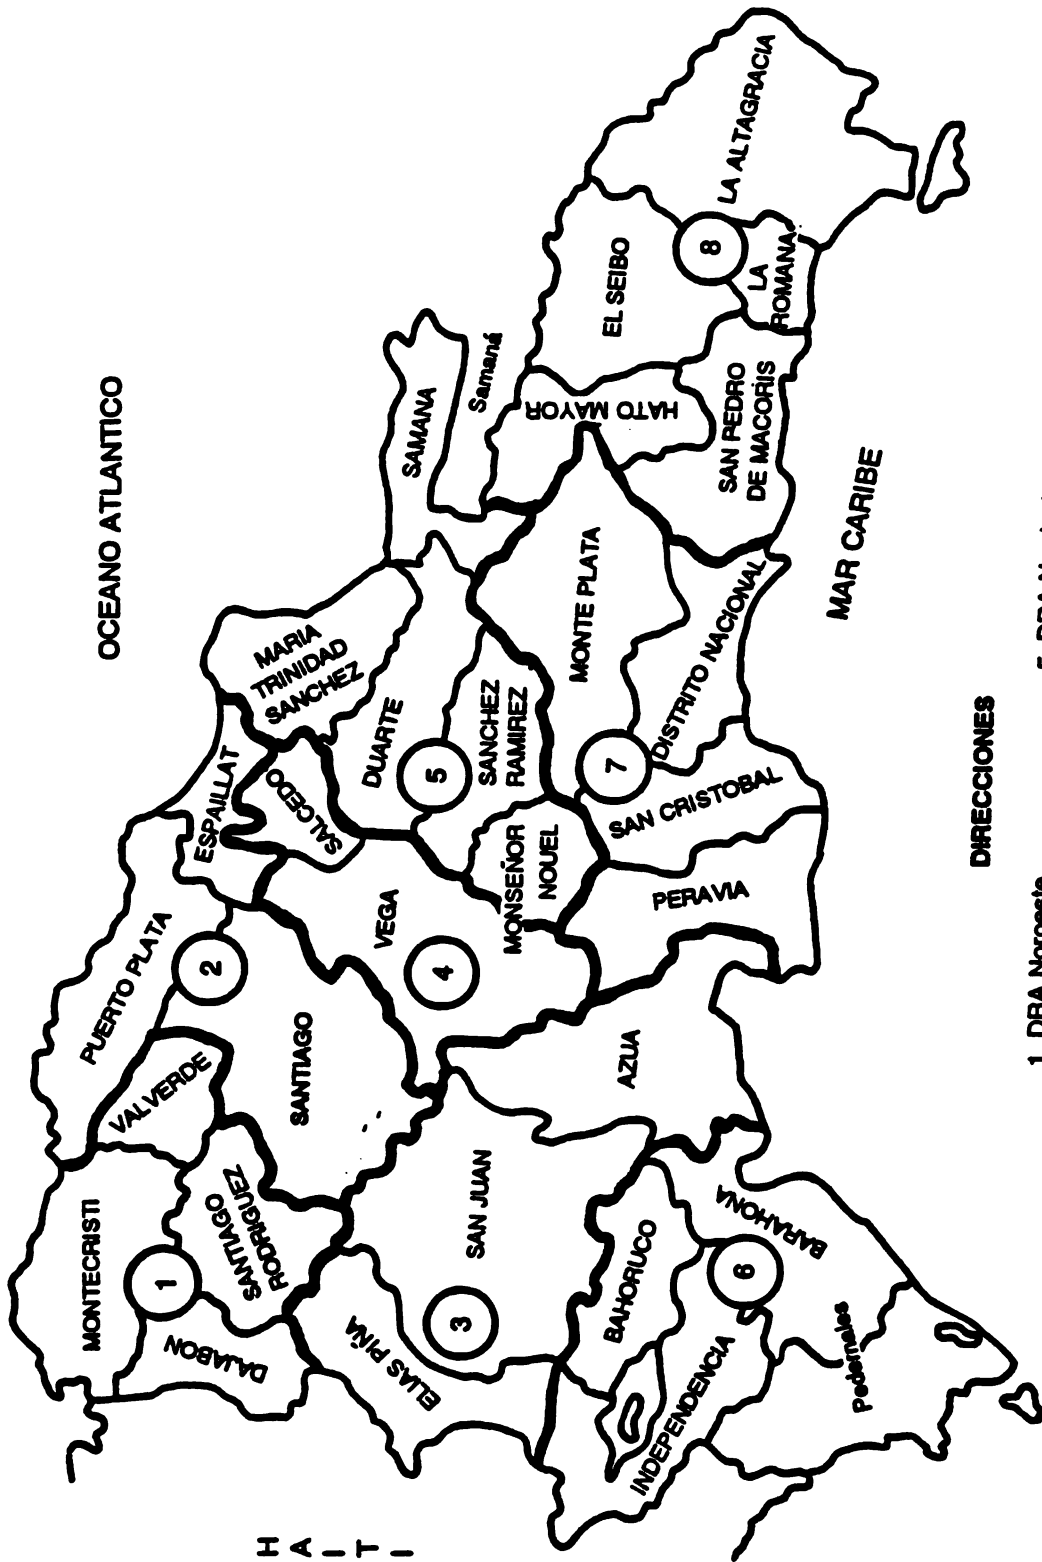 OCEANO ATLANTICO
H
A
I
T
I
MONTECRISTI
1
DAJABON
SANTIAGO
RODRIGUEZ
VALVERDE
PUERTO PLATA
2
SANTIAGO
ESPAILLAT
SALCEDO
MARIA
TRINIDAD
SANCHEZ
SAMANA
Samaná
DUARTE
5
SANCHEZ
RAMIREZ
VEGA
4
MONSEÑOR
NOUEL
ELIAS PIÑA
3
SAN JUAN
AZUA
BAHORUCO
INDEPENDENCIA
6
BARAHONA
Pedernales
PERAVIA
SAN CRISTOBAL
7
DISTRITO NACIONAL
MONTE PLATA
HATO MAYOR
EL SEIBO
SAN PEDRO
DE MACORIS
8
LA
ROMANA
LA ALTAGRACIA
MAR CARIBE
DIRECCIONES
1 DRA Noroeste
5 DRA